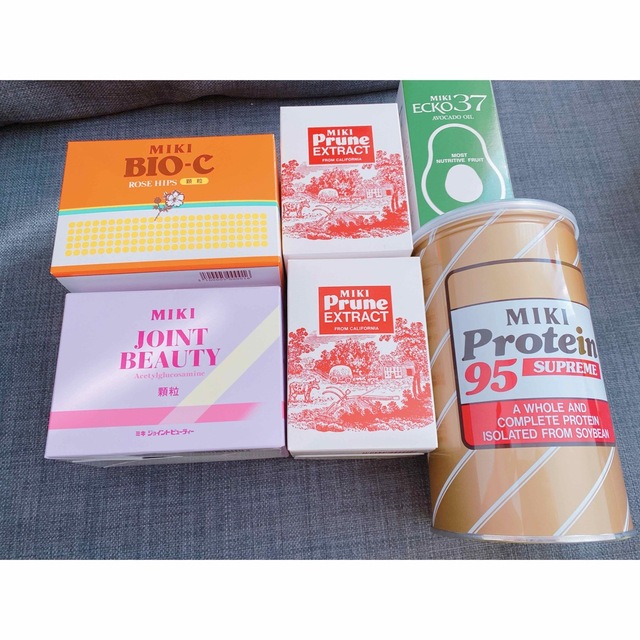 MIKI
BIO-C
ROSE HIPS 顆粒
MIKI
Prune
EXTRACT
FROM CALIFORNIA
MIKI
ECKO37
AVOCADO OIL
MOST
NUTRITIVE FRUIT
MIKI
JOINT
BEAUTY
Acetylglucosamine
顆粒
ミキ ジョイントビューティー
MIKI
Prune
EXTRACT
FROM CALIFORNIA
MIKI
Protein
95 SUPREME
A WHOLE AND
COMPLETE PROTEIN
ISOLATED FROM SOYBEAN